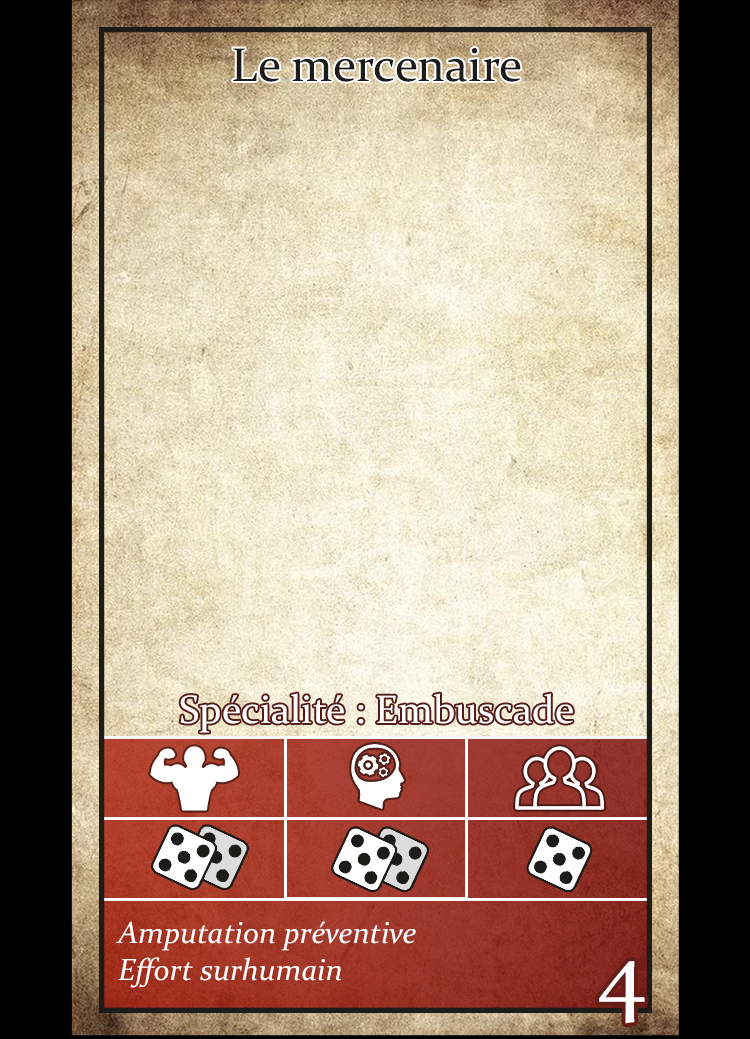 Le mercenaire
Spécialité : Embuscade
Amputation préventive
Effort surhumain
4